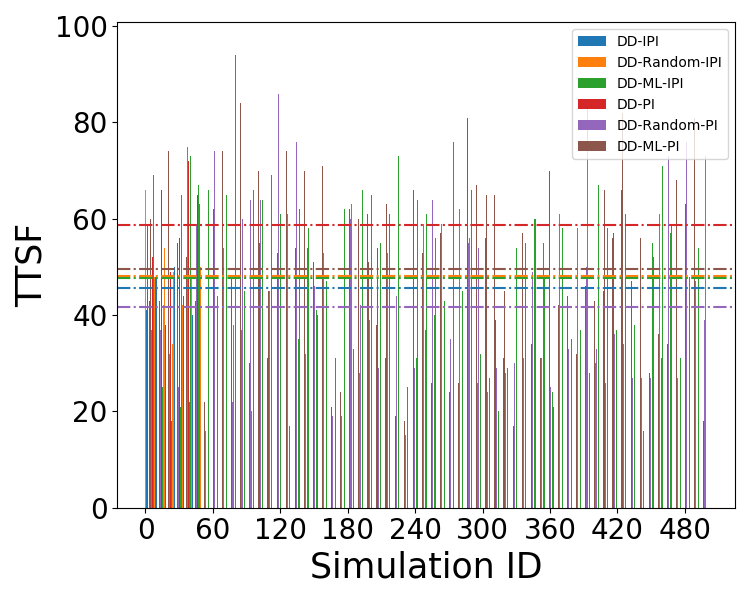 100
80
60
40
20
0
TTSF
DD-IPI
DD-Random-IPI
DD-ML-IPI
DD-PI
DD-Random-PI
DD-ML-PI
0 60 120 180 240 300 360 420 480
Simulation ID